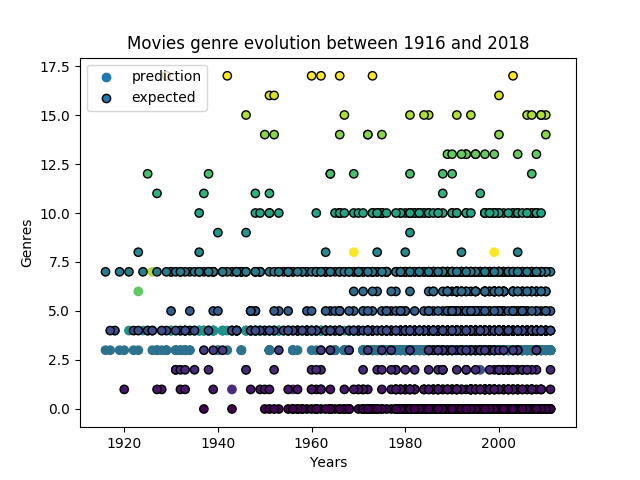 Movies genre evolution between 1916 and 2018
prediction
expected
17.5
15.0
12.5
10.0
7.5
5.0
2.5
0.0
Genres
1920
1940
1960
1980
2000
Years